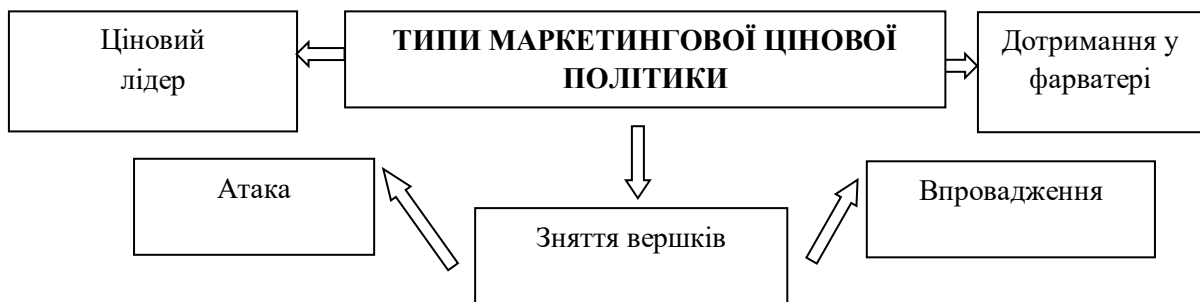 Ціновий
лідер
ТИПИ МАРКЕТИНГОВОЇ ЦІНОВОЇ
ПОЛІТИКИ
Дотримання у
фарватері
Атака
Зняття вершків
Впровадження